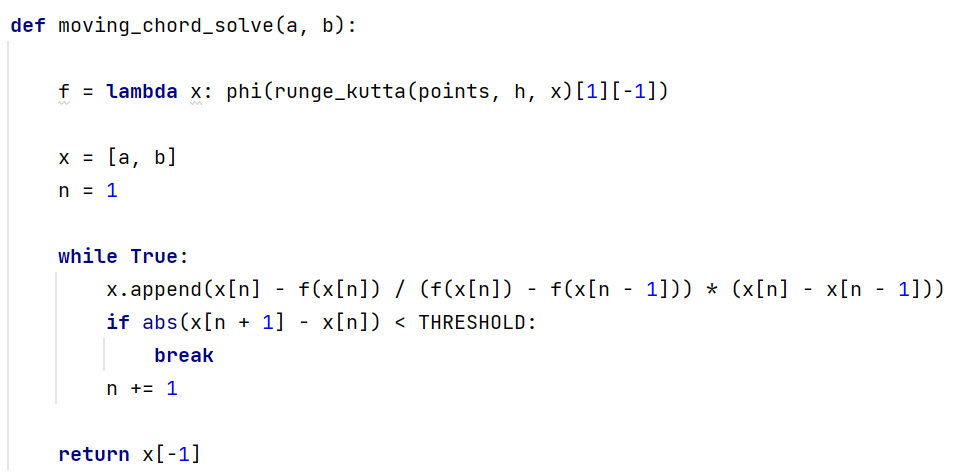 def moving_chord_solve(a, b):
    f = lambda x: phi(runge_kutta(points, h, x)[1][-1])
    x = [a, b]
    n = 1
    while True:
        x.append(x[n] - f(x[n]) / (f(x[n]) - f(x[n - 1])) * (x[n] - x[n - 1]))
        if abs(x[n + 1] - x[n]) < THRESHOLD:
            break
        n += 1
    return x[-1]